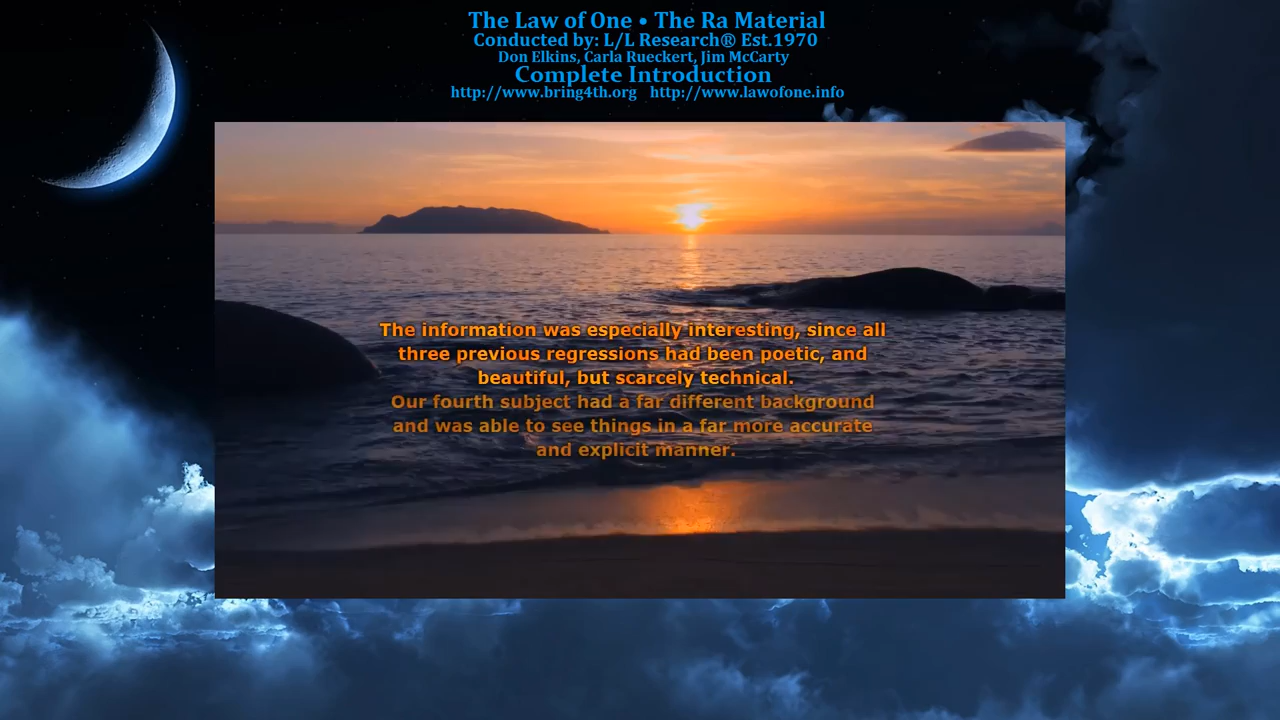 The Law of One • The Ra Material
Conducted by: L/L Research® Est.1970
Don Elkins, Carla Rueckert, Jim McCarty
Complete Introduction
http://www.bring4th.org http://www.lawofone.info
The information was especially interesting, since all
three previous regressions had been poetic, and
beautiful, but scarcely technical.
Our fourth subject had a far different background
and was able to see things in a far more accurate
and explicit manner.